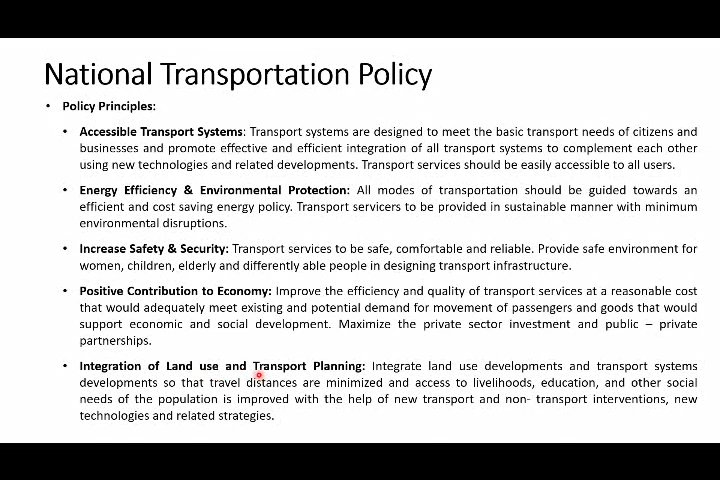 National Transportation Policy
• Policy Principles:
• Accessible Transport Systems: Transport systems are designed to meet the basic transport needs of citizens and
businesses and promote effective and efficient integration of all transport systems to complement each other
using new technologies and related developments. Transport services should be easily accessible to all users.
• Energy Efficiency & Environmental Protection: All modes of transportation should be guided towards an
efficient and cost saving energy policy. Transport servicers to be provided in sustainable manner with minimum
environmental disruptions.
• Increase Safety & Security: Transport services to be safe, comfortable and reliable. Provide safe environment for
women, children, elderly and differently able people in designing transport infrastructure.
• Positive Contribution to Economy: Improve the efficiency and quality of transport services at a reasonable cost
that would adequately meet existing and potential demand for movement of passengers and goods that would
support economic and social development. Maximize the private sector investment and public – private
partnerships.
• Integration of Land use and Transport Planning: Integrate land use developments and transport systems
developments so that travel distances are minimized and access to livelihoods, education, and other social
needs of the population is improved with the help of new transport and non- transport interventions, new
technologies and related strategies.